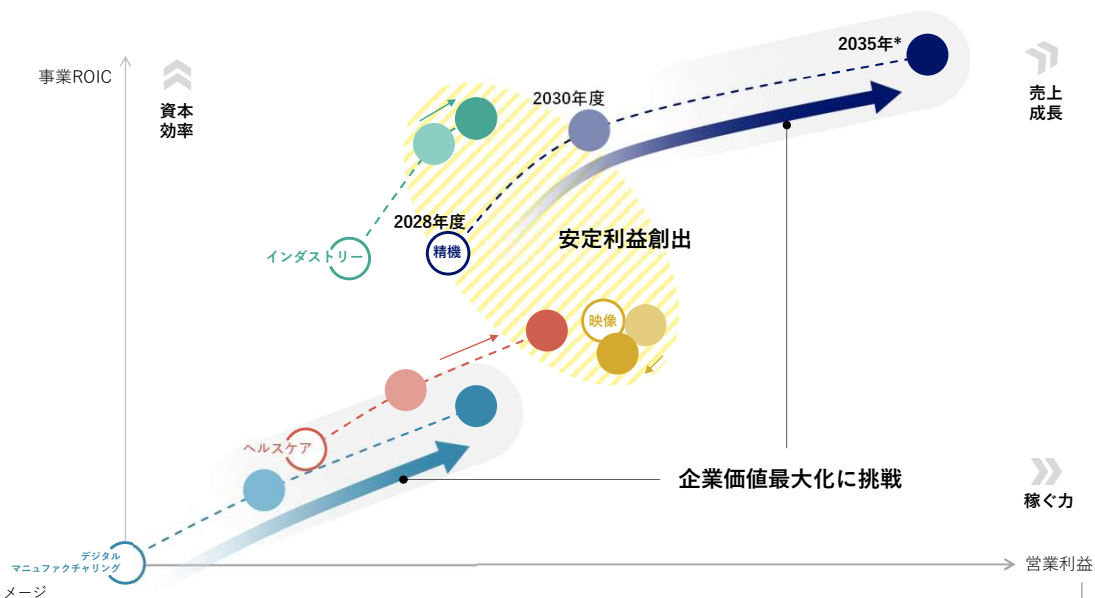 2035年*
事業ROIC
資本
効率
売上
成長
2030年度
2028年度
インダストリー
精機
安定利益創出
映像
ヘルスケア
企業価値最大化に挑戦
稼ぐ力
デジタル
マニュファクチャリング
営業利益
メージ